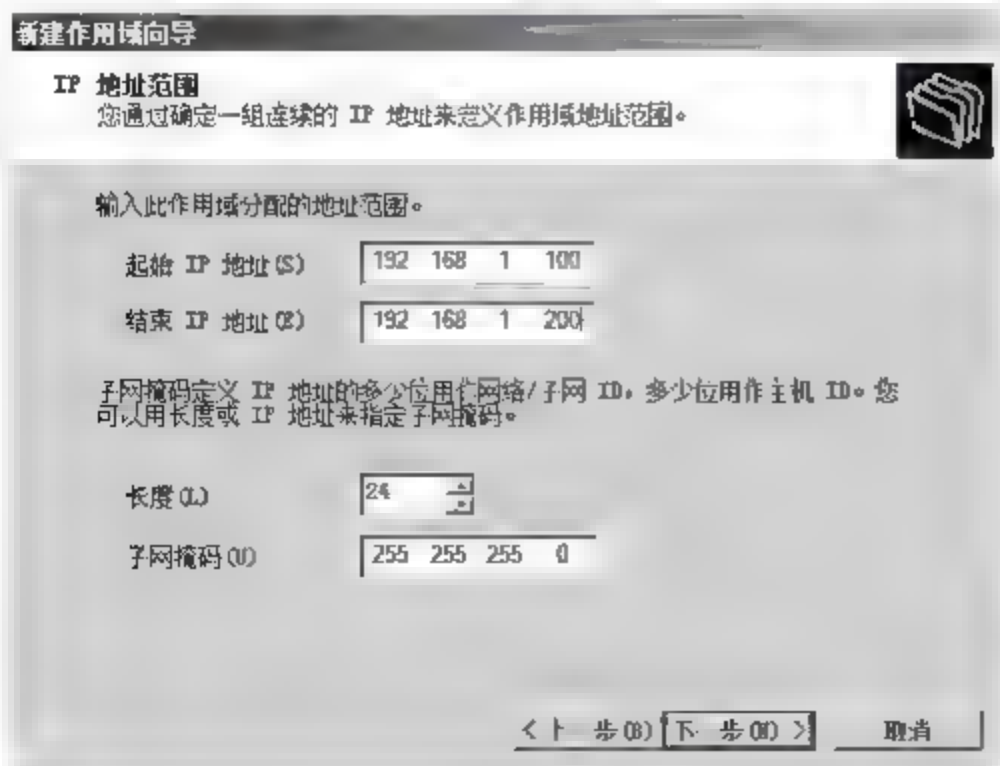 新建作用域向导
IP 地址范围
您通过确定一组连续的 IP 地址来定义作用域地址范围。
输入此作用域分配的地址范围。
起始 IP 地址(S)
192 168 1 100
结束 IP 地址(E)
192 168 1 200
子网掩码定义 IP 地址的多少位用作网络/子网 ID，多少位用作主机 ID。您
可以用长度或 IP 地址来指定子网掩码。
长度(L)
24
子网掩码(U)
255 255 255 0
< 上一步(B)
下一步(N) >
取消